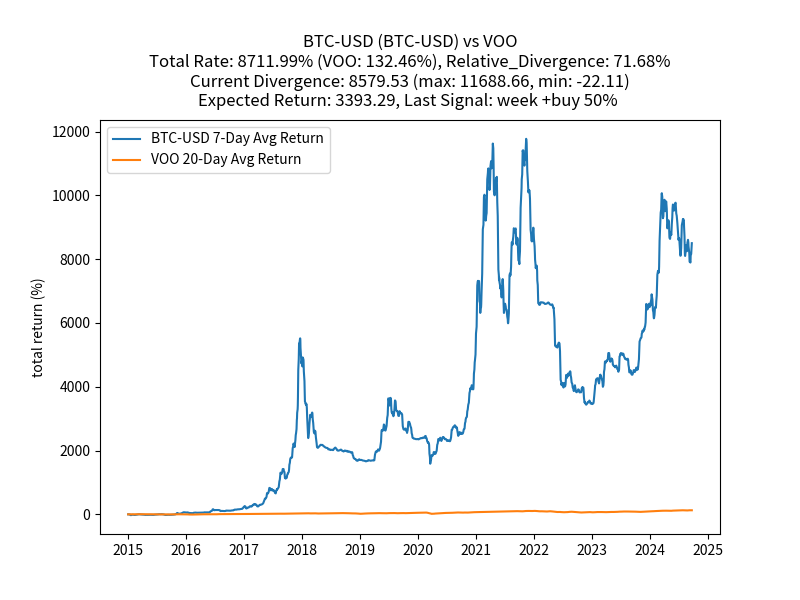 BTC-USD (BTC-USD) vs VOO
Total Rate: 8711.99% (VOO: 132.46%), Relative_Divergence: 71.68%
Current Divergence: 8579.53 (max: 11688.66, min: -22.11)
Expected Return: 3393.29, Last Signal: week +buy 50%
BTC-USD 7-Day Avg Return
VOO 20-Day Avg Return
total return (%)
12000
10000
8000
6000
4000
2000
0
2015 2016 2017 2018 2019 2020 2021 2022 2023 2024 2025